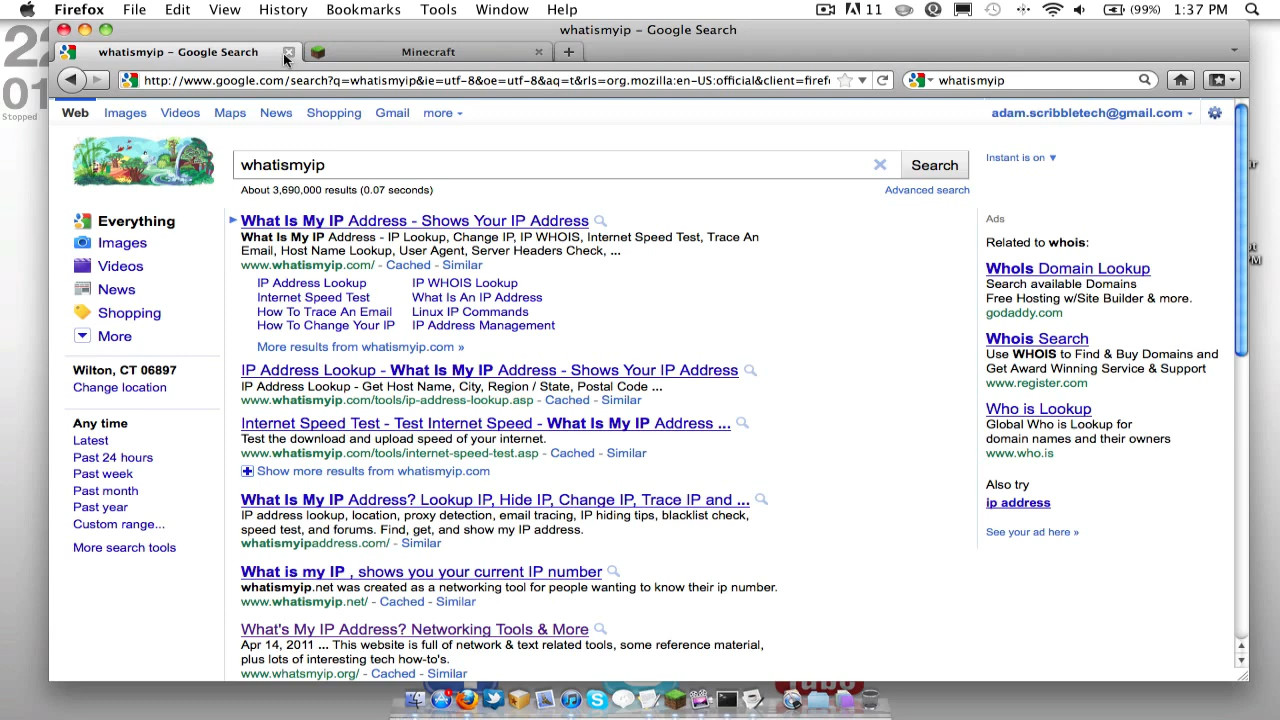 Firefox File Edit View History Bookmarks Tools Window Help 11 (99%) 1:37 PM
whatismyip – Google Search
whatismyip – Google Search Minecraft
http://www.google.com/search?q=whatismyip&ie=utf-8&oe=utf-8&aq=t&rls=org.mozilla:en-US:official&client=firef whatismyip
01
Stopped
Web Images Videos Maps News Shopping Gmail more adam.scribbletech@gmail.com
whatismyip Search Instant is on
About 3,690,000 results (0.07 seconds) Advanced search
Everything
Images
Videos
News
Shopping
More
Wilton, CT 06897
Change location
Any time
Latest
Past 24 hours
Past week
Past month
Past year
Custom range...
More search tools
What Is My IP Address - Shows Your IP Address
What Is My IP Address - IP Lookup, Change IP, IP WHOIS, Internet Speed Test, Trace An
Email, Host Name Lookup, User Agent, Server Headers Check, ...
www.whatismyip.com/ - Cached - Similar
IP Address Lookup IP WHOIS Lookup
Internet Speed Test What Is An IP Address
How To Trace An Email Linux IP Commands
How To Change Your IP IP Address Management
More results from whatismyip.com »
IP Address Lookup - What Is My IP Address - Shows Your IP Address
IP Address Lookup - Get Host Name, City, Region / State, Postal Code ...
www.whatismyip.com/tools/ip-address-lookup.asp - Cached - Similar
Internet Speed Test - Test Internet Speed - What Is My IP Address ...
Test the download and upload speed of your internet.
www.whatismyip.com/tools/internet-speed-test.asp - Cached - Similar
Show more results from whatismyip.com
What Is My IP Address? Lookup IP, Hide IP, Change IP, Trace IP and ...
IP address lookup, location, proxy detection, email tracing, IP hiding tips, blacklist check,
speed test, and forums. Find, get, and show my IP address.
whatismyipaddress.com/ - Similar
What is my IP , shows you your current IP number
whatismyip.net was created as a networking tool for people wanting to know their ip number.
www.whatismyip.net/ - Cached - Similar
What's My IP Address? Networking Tools & More
Apr 14, 2011 ... This website is full of network & text related tools, some reference material,
plus lots of interesting tech how-to's.
www.whatsmyip.org/ - Cached - Similar
Ads
Related to whois:
WhoIs Domain Lookup
Search available Domains
Free Hosting w/Site Builder & more.
godaddy.com
Whois Search
Use WHOIS to Find & Buy Domains and
Get Award Winning Service & Support
www.register.com
Who is Lookup
Global Who is Lookup for
domain names and their owners
www.who.is
Also try
ip address
See your ad here »